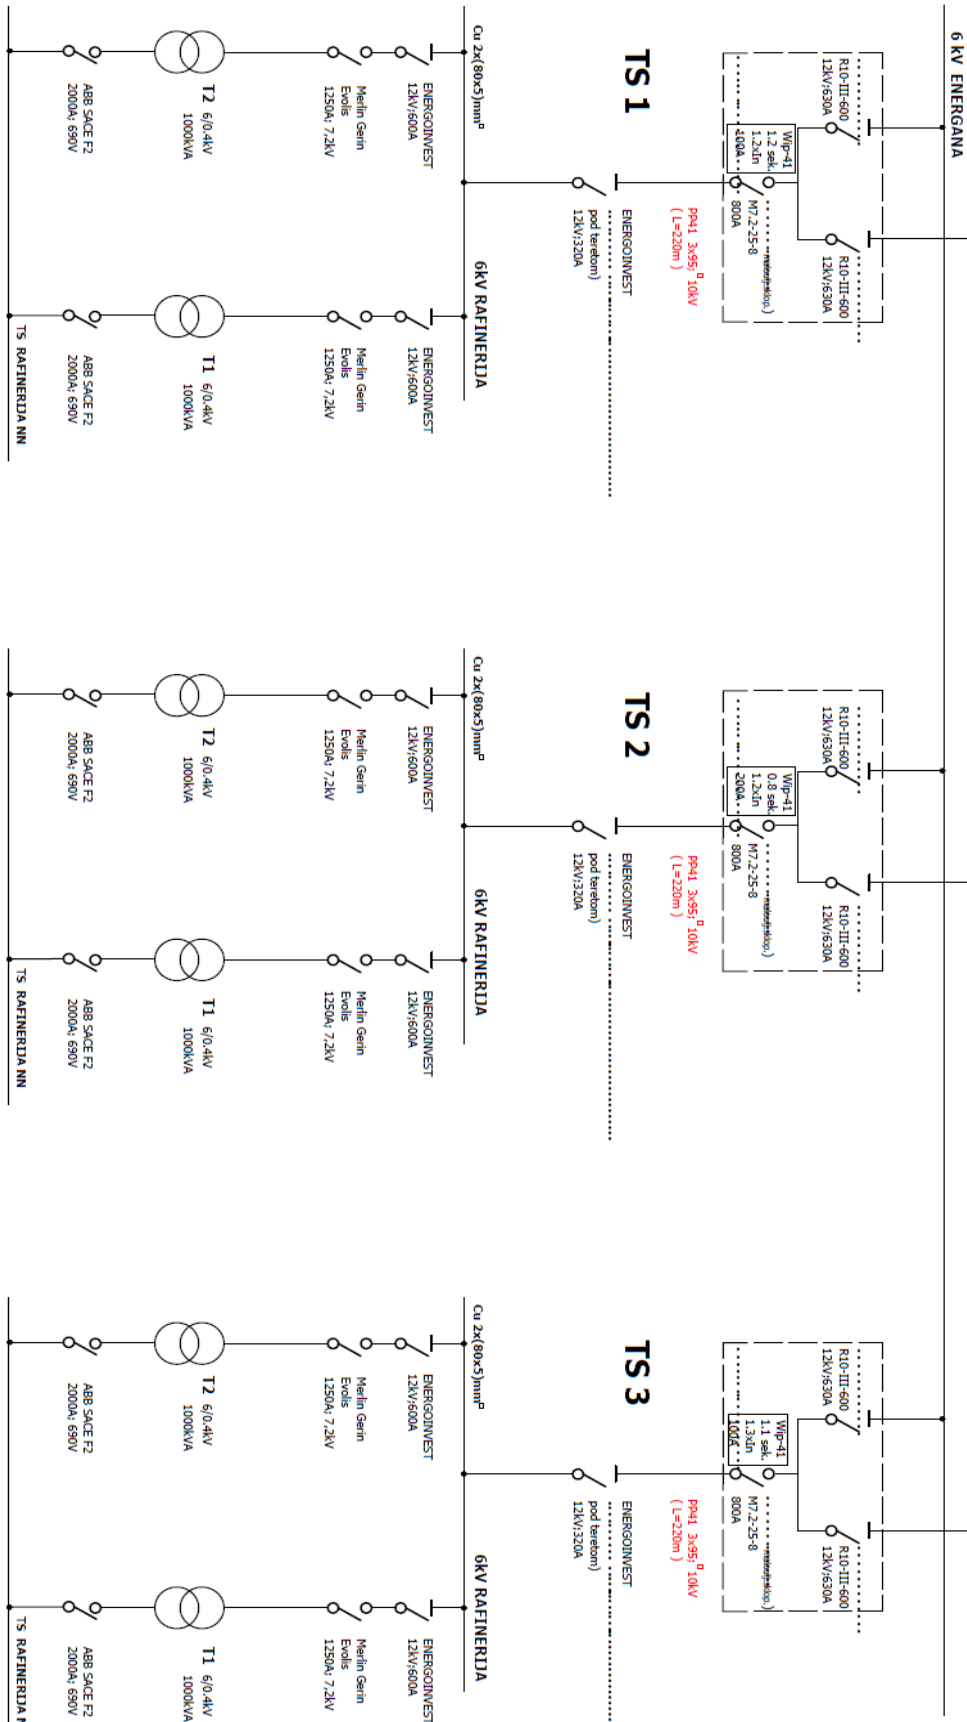 6 kV ENERGANA
R10-III-600
12kV;630A
R10-III-600
12kV;630A
Wip-41
1.2 sek.
1.2xIn
100A
M7.2-25-8
800A
TS 1
PP41 3x95; 10kV
( L=220m )
ENERGOINVEST
pod teretom)
12kV;320A
Cu 2x(80x5)mm
6kV RAFINERIJA
ENERGOINVEST
12kV;600A
Merlin Gerin
Evolis
1250A; 7,2kV
T2 6/0.4kV
1000kVA
ABB SACE F2
2000A; 690V
ENERGOINVEST
12kV;600A
Merlin Gerin
Evolis
1250A; 7,2kV
T1 6/0.4kV
1000kVA
ABB SACE F2
2000A; 690V
TS RAFINERIJA NN
R10-III-600
12kV;630A
R10-III-600
12kV;630A
Wip-41
0.8 sek.
1.2xIn
200A
M7.2-25-8
800A
TS 2
PP41 3x95; 10kV
( L=220m )
ENERGOINVEST
pod teretom)
12kV;320A
Cu 2x(80x5)mm
6kV RAFINERIJA
ENERGOINVEST
12kV;600A
Merlin Gerin
Evolis
1250A; 7,2kV
T2 6/0.4kV
1000kVA
ABB SACE F2
2000A; 690V
ENERGOINVEST
12kV;600A
Merlin Gerin
Evolis
1250A; 7,2kV
T1 6/0.4kV
1000kVA
ABB SACE F2
2000A; 690V
TS RAFINERIJA NN
R10-III-600
12kV;630A
R10-III-600
12kV;630A
Wip-41
1.1 sek.
1.3xIn
100A
M7.2-25-8
800A
TS 3
PP41 3x95; 10kV
( L=220m )
ENERGOINVEST
pod teretom)
12kV;320A
Cu 2x(80x5)mm
6kV RAFINERIJA
ENERGOINVEST
12kV;600A
Merlin Gerin
Evolis
1250A; 7,2kV
T2 6/0.4kV
1000kVA
ABB SACE F2
2000A; 690V
ENERGOINVEST
12kV;600A
Merlin Gerin
Evolis
1250A; 7,2kV
T1 6/0.4kV
1000kVA
ABB SACE F2
2000A; 690V
TS RAFINERIJA